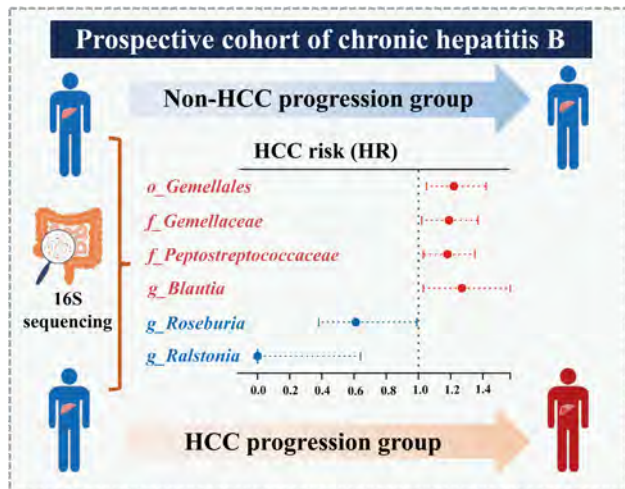 Prospective cohort of chronic hepatitis B
Non-HCC progression group
HCC risk (HR)
o_Gemellales
f_Gemellaceae
f_Peptostreptococcaceae
g_Blautia
g_Roseburia
g_Ralstonia
16S
sequencing
0.0 0.2 0.4 0.6 0.8 1.0 1.2 1.4
HCC progression group